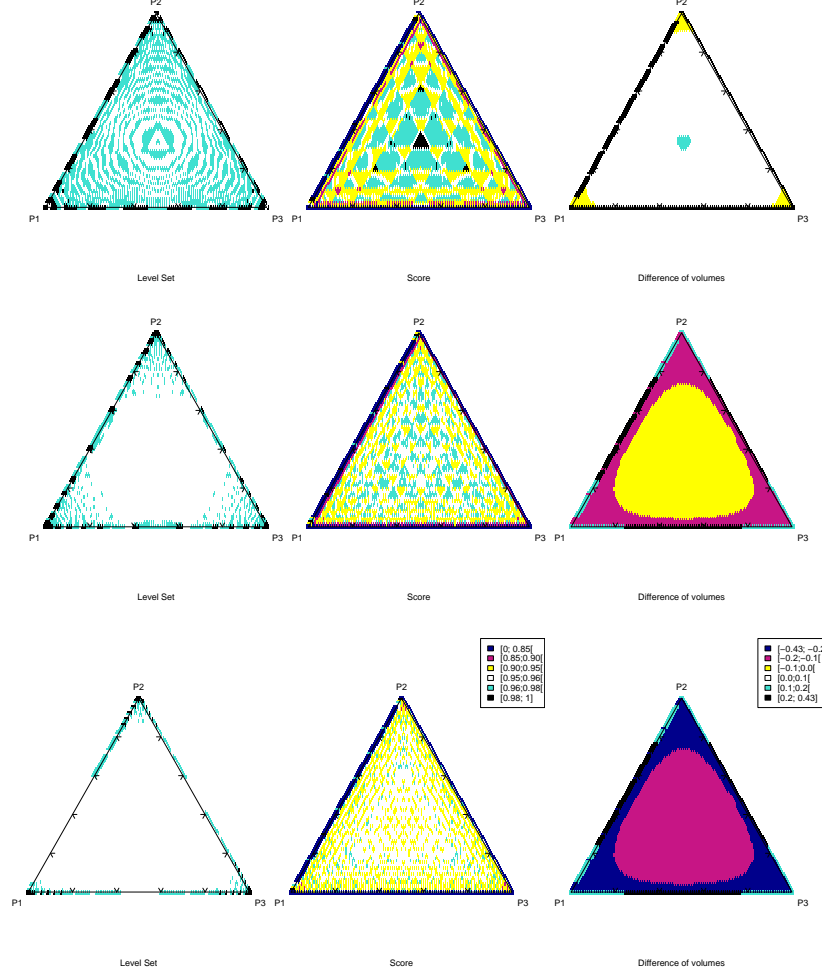 P2 P2 P2
P1 P3 P1 P3 P1 P3
Level Set Score Difference of volumes
P2 P2 P2
P1 P3 P1 P3 P1 P3
Level Set Score Difference of volumes
[0; 0.85[
[0.85;0.90[
[0.90;0.95[
[0.95;0.96[
[0.96;0.98[
[0.98; 1]
[−0.43; −0.2
[−0.2;−0.1[
[−0.1;0.0[
[0.0;0.1[
[0.1;0.2[
[0.2; 0.43]
P2 P2 P2
P1 P3 P1 P3 P1 P3
Level Set Score Difference of volumes